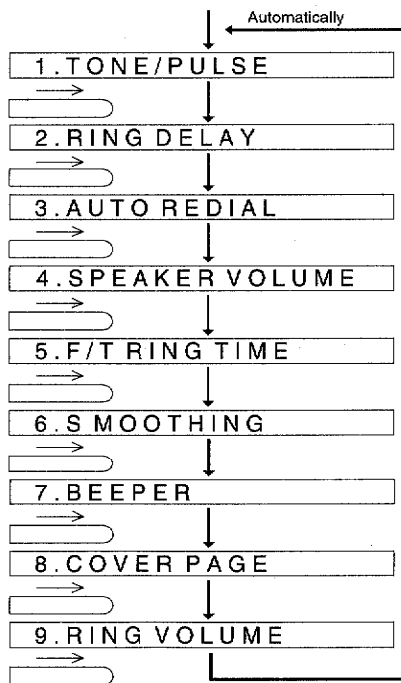 Automatically
1.TONE/PULSE
2.RING DELAY
3.AUTO REDIAL
4.SPEAKER VOLUME
5.F/T RING TIME
6.SMOOTHING
7.BEEPER
8.COVER PAGE
9.RING VOLUME